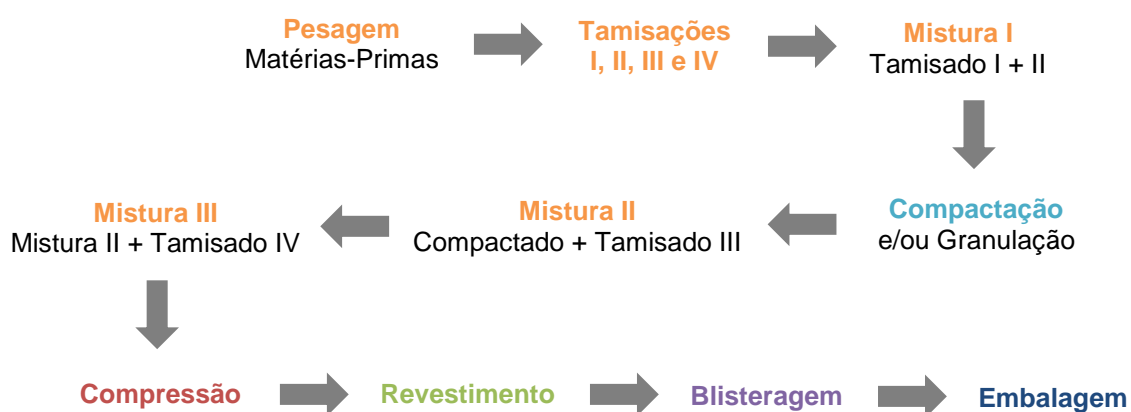 Pesagem
Matérias-Primas
Tamisações
I, II, III e IV
Mistura I
Tamisado I + II
Compactação
e/ou Granulação
Mistura II
Compactado + Tamisado III
Mistura III
Mistura II + Tamisado IV
Compressão
Revestimento
Blisteragem
Embalagem